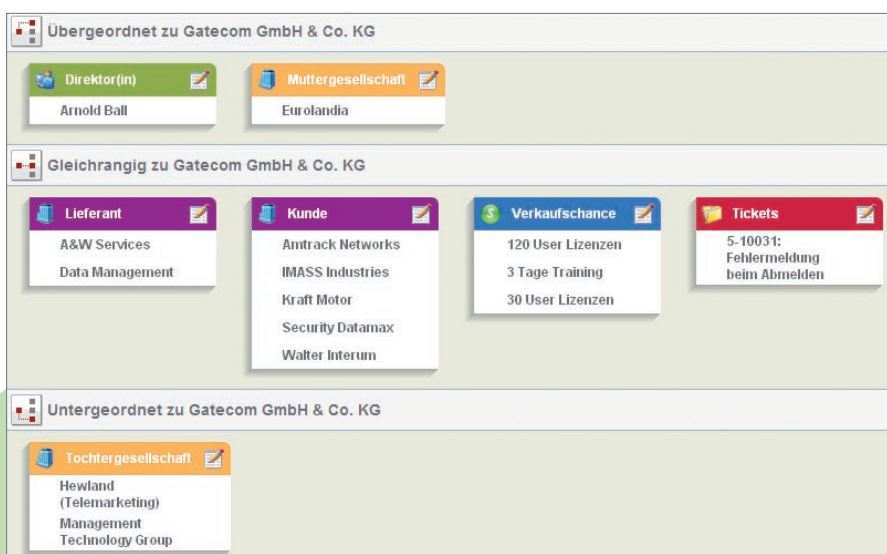 Übergeordnet zu Gatecom GmbH & Co. KG
Direktor(in)
Arnold Ball
Muttergesellschaft
Eurolandia
Gleichrangig zu Gatecom GmbH & Co. KG
Lieferant
A&W Services
Data Management
Kunde
Amtrack Networks
IMASS Industries
Kraft Motor
Security Datamax
Walter Interum
Verkaufschance
120 User Lizenzen
3 Tage Training
30 User Lizenzen
Tickets
5-10031:
Fehlermeldung
beim Abmelden
Untergeordnet zu Gatecom GmbH & Co. KG
Tochtergesellschaft
Hewland
(Telemarketing)
Management
Technology Group